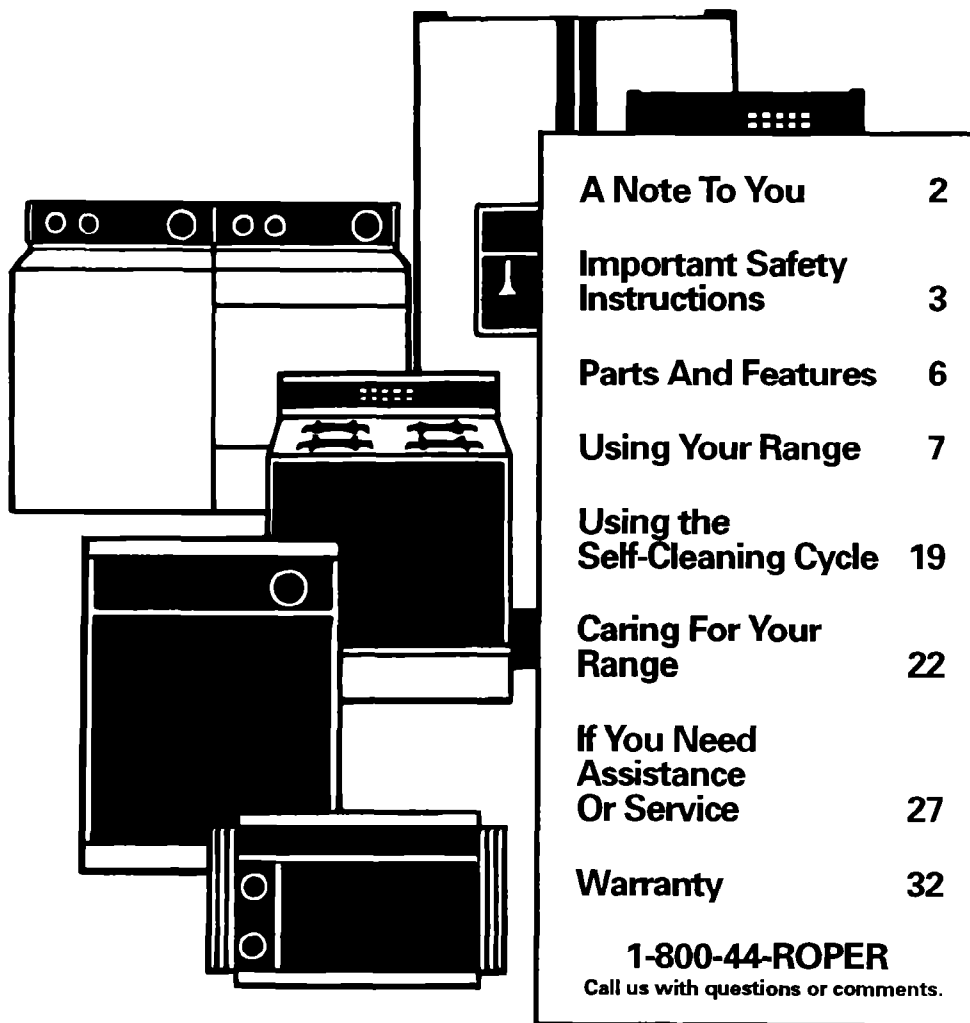 A Note To You 2
Important Safety
Instructions 3
Parts And Features 6
Using Your Range 7
Using the
Self-Cleaning Cycle 19
Caring For Your
Range 22
If You Need
Assistance
Or Service 27
Warranty 32
1-800-44-ROPER
Call us with questions or comments.